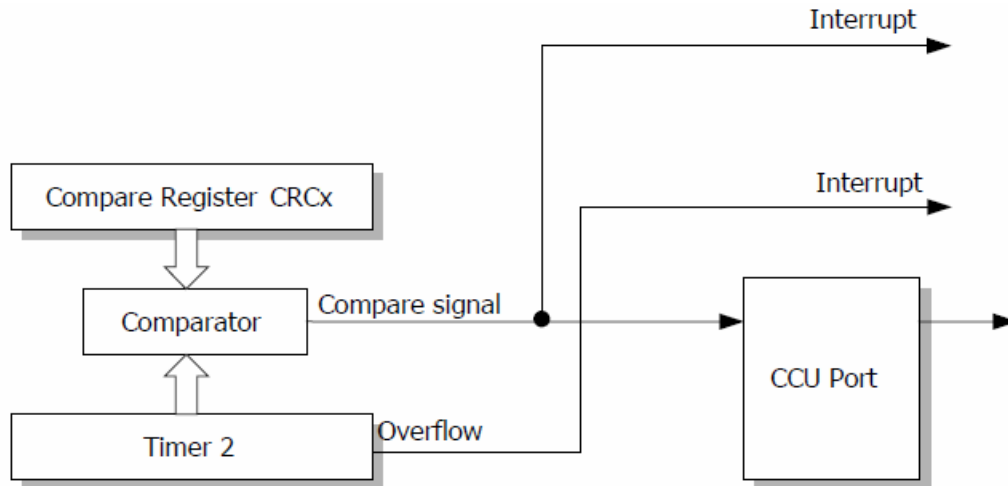 Interrupt
Compare Register CRCx
Interrupt
Comparator
Compare signal
CCU Port
Timer 2
Overflow